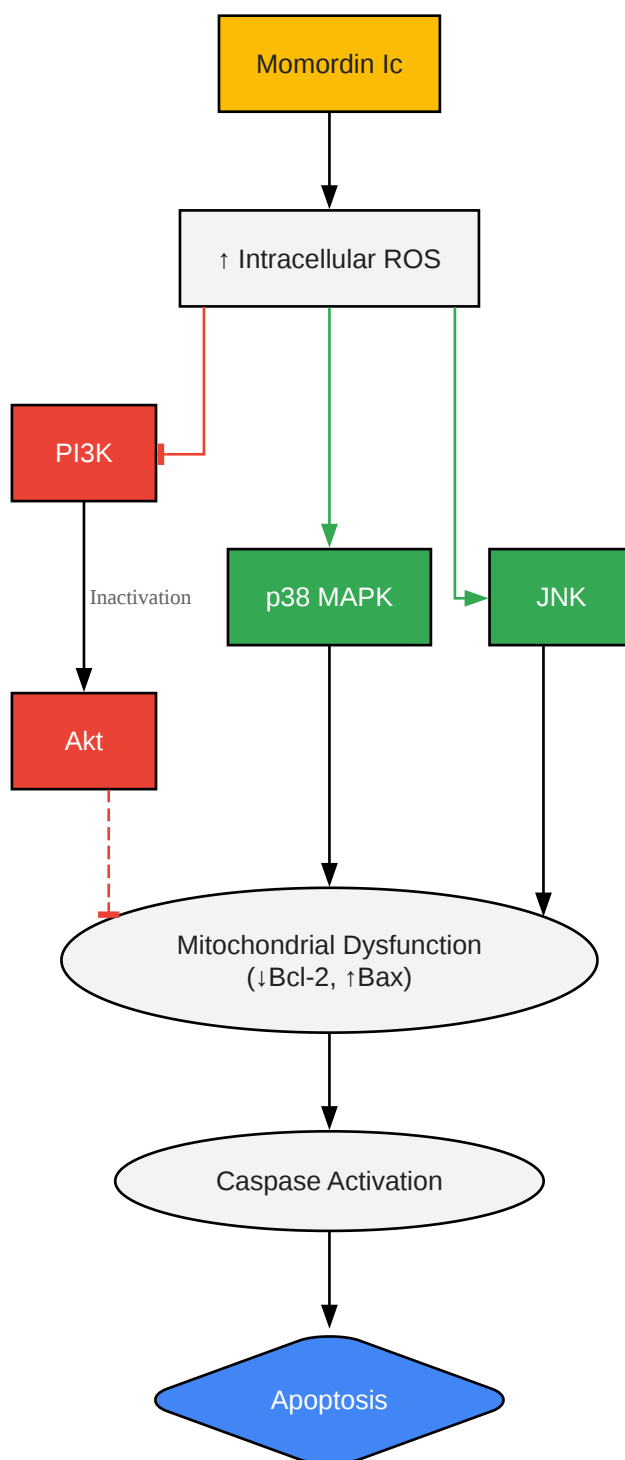 Momordin Ic
↑ Intracellular ROS
PI3K
Inactivation
p38 MAPK
JNK
Akt
Mitochondrial Dysfunction
(↓Bcl-2, ↑Bax)
Caspase Activation
Apoptosis